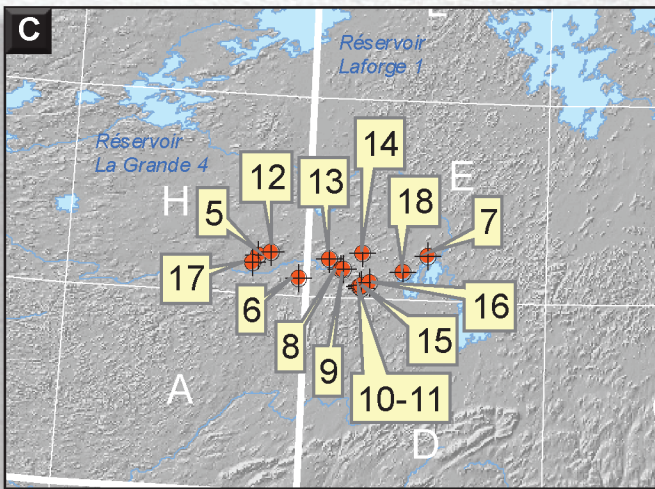 C
L
Réservoir
Laforge 1
Réservoir
La Grande 4
14
12
13
E
H
5
18
7
17
6
16
8
15
9
10-11
A
D